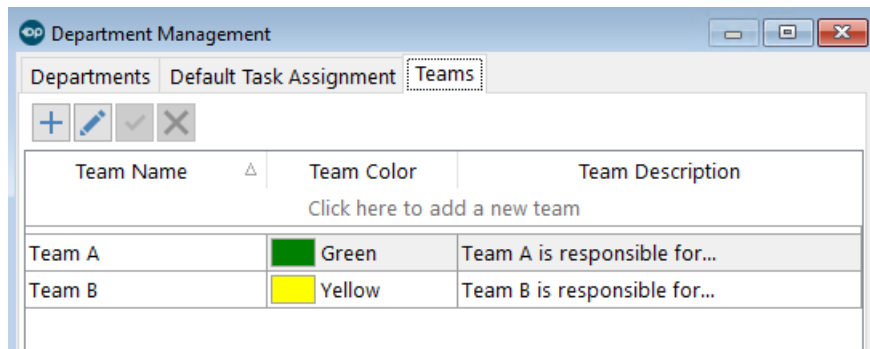 op Department Management
Departments Default Task Assignment Teams
Team Name Team Color Team Description
Click here to add a new team
Team A Green Team A is responsible for...
Team B Yellow Team B is responsible for...